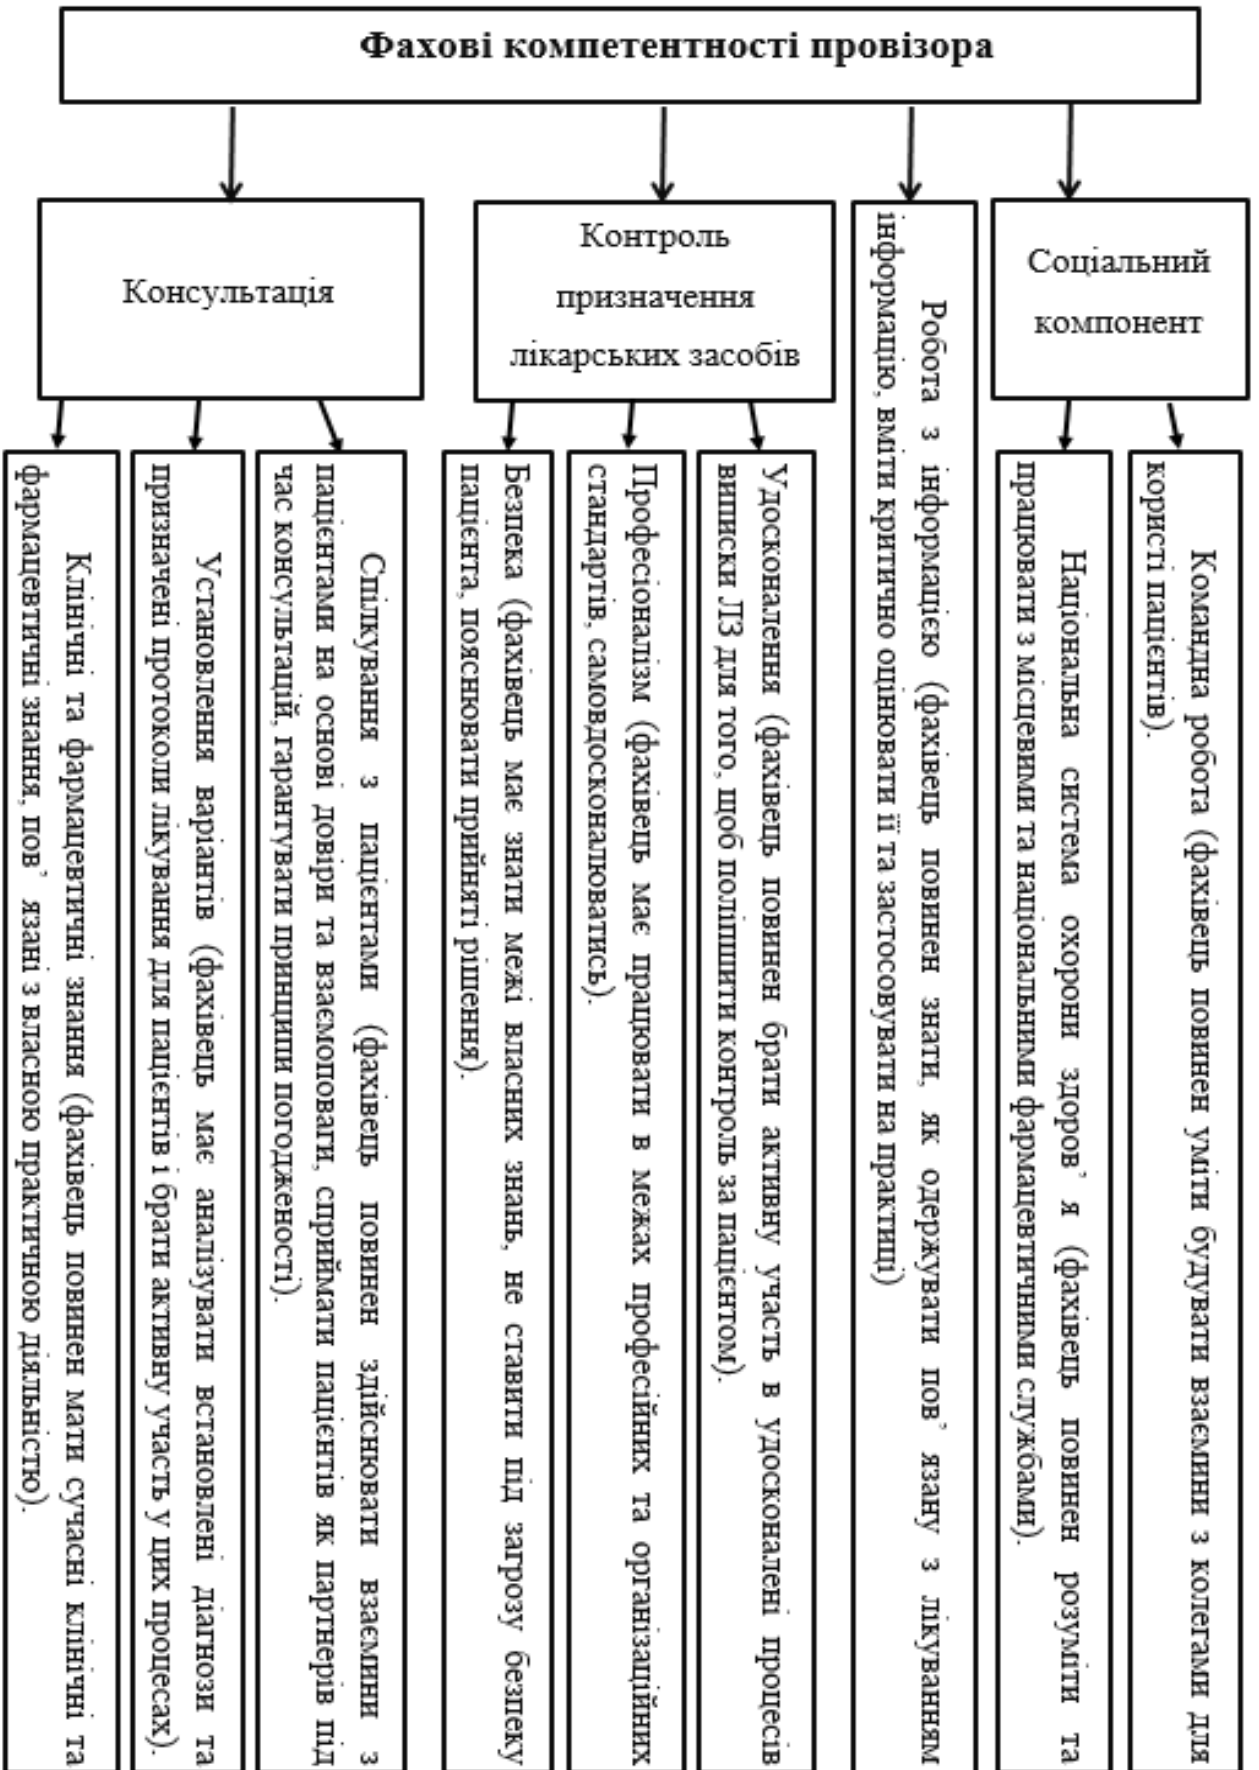 Фахові компетентності провізора
Консультація
Контроль
призначення
лікарських засобів
Соціальний
компонент
Клінічні та фармацевтичні знання (фахівець повинен мати сучасні клінічні та
фармацевтичні знання, пов’ язані з власною практичною діяльністю).
Установлення варіантів (фахівець має аналізувати встановлені діагнози та
призначені протоколи лікування для пацієнтів і брати активну участь у цих процесах).
Спілкування з пацієнтами (фахівець повинен здійснювати взаємини з
пацієнтами на основі довіри та взаємоповаги, сприймати пацієнтів як партнерів під
час консультацій, гарантувати принципи погодженості).
Безпека (фахівець має знати межі власних знань, не ставити під загрозу безпеку
пацієнта, пояснювати прийняті рішення).
Професіоналізм (фахівець має працювати в межах професійних та організаційних
стандартів, самовдосконалюватись).
Удосконалення (фахівець повинен брати активну участь в удосконалені процесів
виписки ЛЗ для того, щоб поліпшити контроль за пацієнтом).
Робота з інформацією (фахівець повинен знати, як одержувати пов’ язану з лікуванням
інформацію, вміти критично оцінювати її та застосовувати на практиці)
Національна система охорони здоров’ я (фахівець повинен розуміти та
працювати з місцевими та національними фармацевтичними службами).
Командна робота (фахівець повинен уміти будувати взаємини з колегами для
користі пацієнтів).